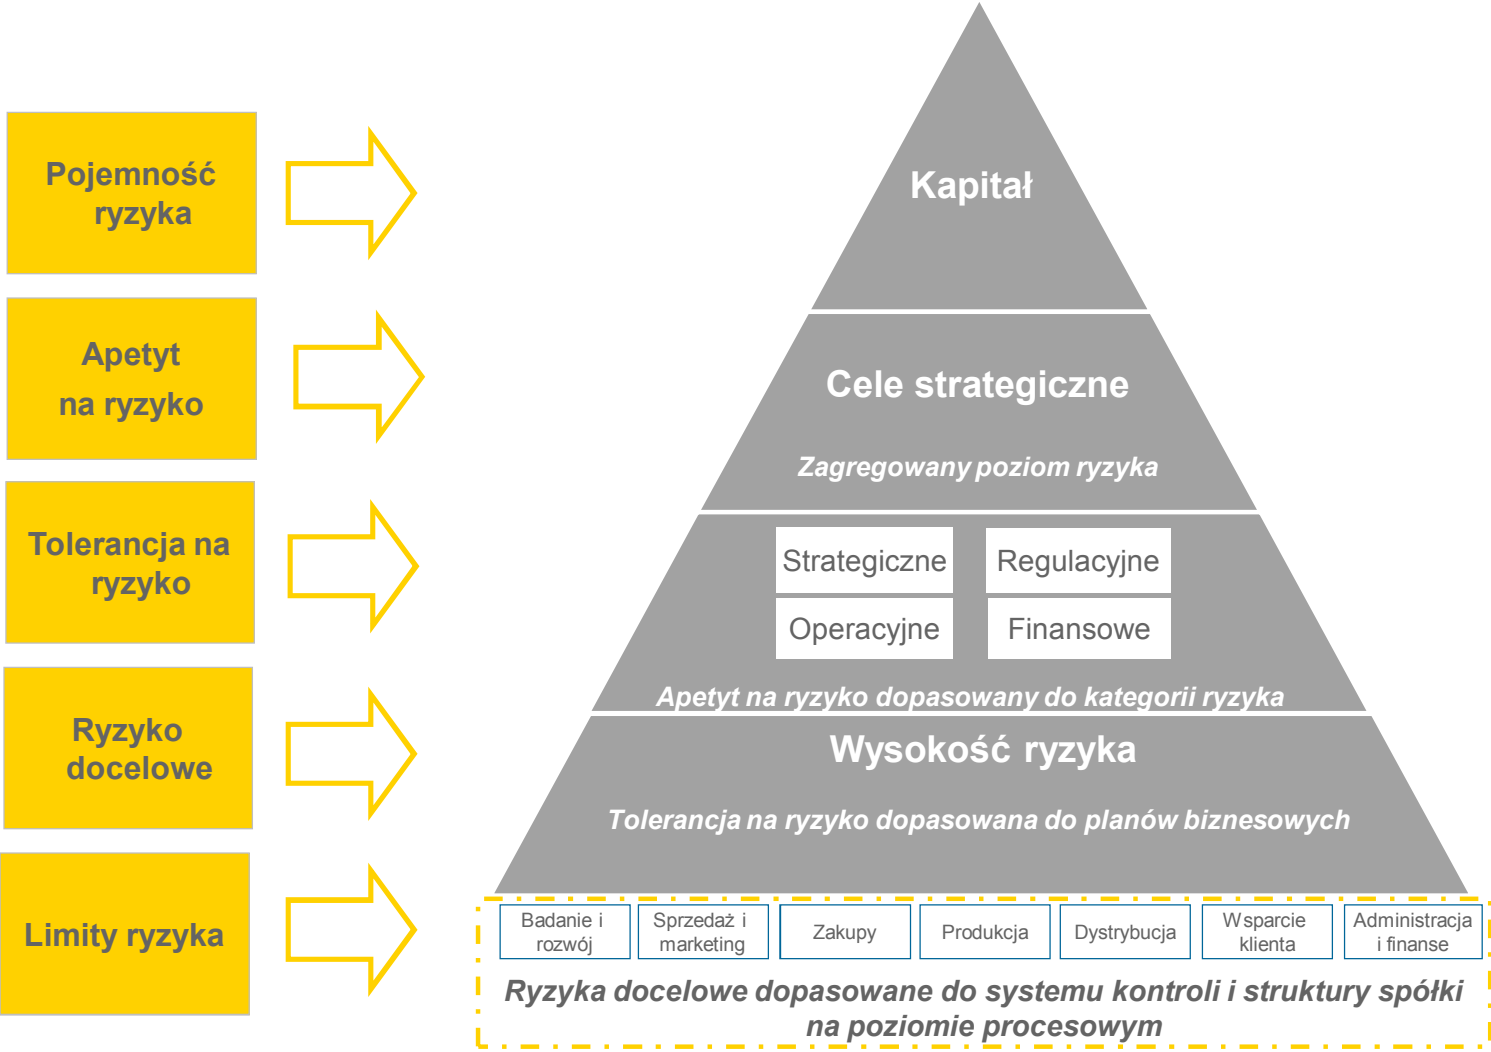 Pojemność
ryzyka
Kapitał
Apetyt
na ryzyko
Cele strategiczne
Zagregowany poziom ryzyka
Tolerancja na
ryzyko
Strategiczne
Regulacyjne
Operacyjne
Finansowe
Apetyt na ryzyko dopasowany do kategorii ryzyka
Ryzyko
docelowe
Wysokość ryzyka
Tolerancja na ryzyko dopasowana do planów biznesowych
Limity ryzyka
Badanie i
rozwój
Sprzedaż i
marketing
Zakupy
Produkcja
Dystrybucja
Wsparcie
klienta
Administracja
i finanse
Ryzyka docelowe dopasowane do systemu kontroli i struktury spółki
na poziomie procesowym